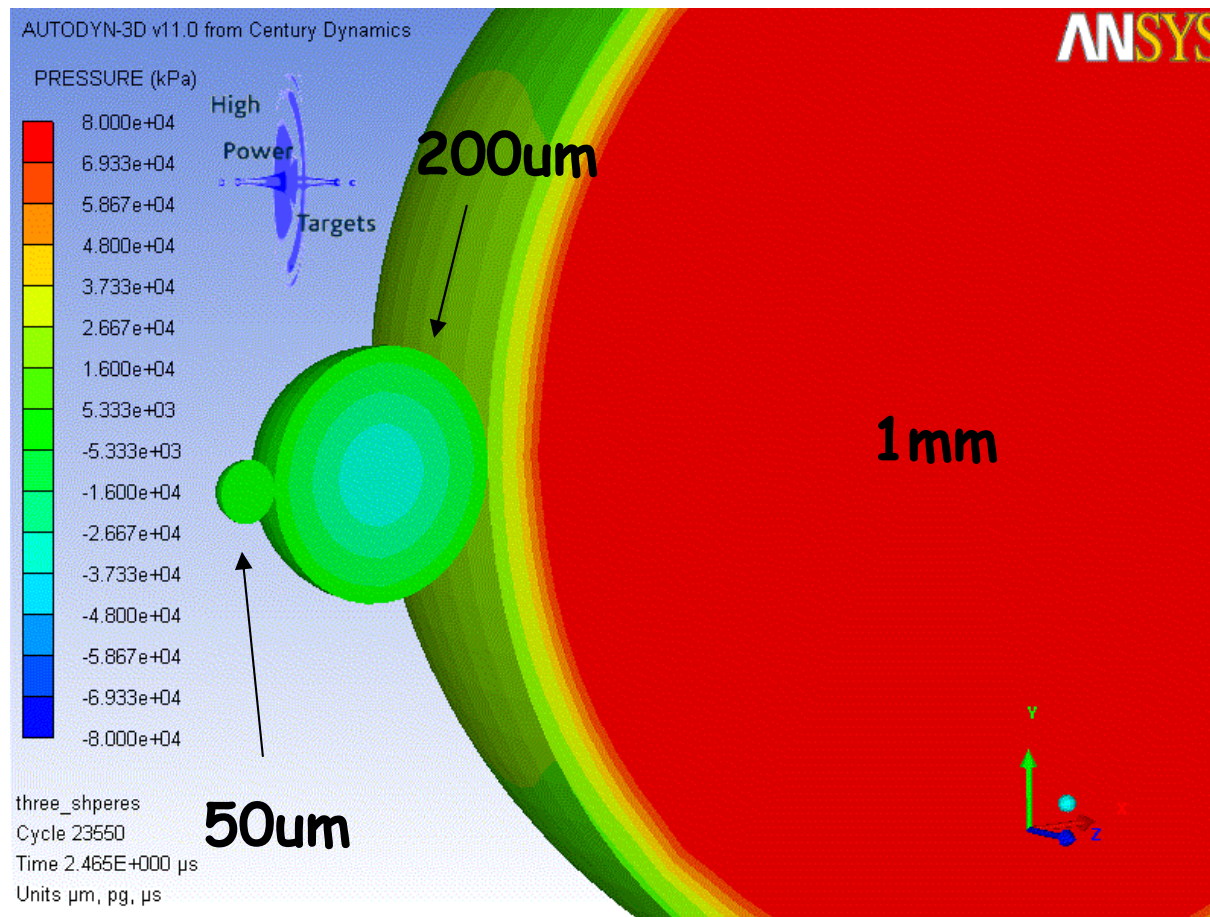 AUTODYN-3D v11.0 from Century Dynamics
ANSYS
PRESSURE (kPa)
8.000e+04
6.933e+04
5.867e+04
4.800e+04
3.733e+04
2.667e+04
1.600e+04
5.333e+03
-5.333e+03
-1.600e+04
-2.667e+04
-3.733e+04
-4.800e+04
-5.867e+04
-6.933e+04
-8.000e+04
High
Power
Targets
200um
1mm
50um
Y
X
Z
three_shperes
Cycle 23550
Time 2.465E+000 µs
Units µm, pg, µs